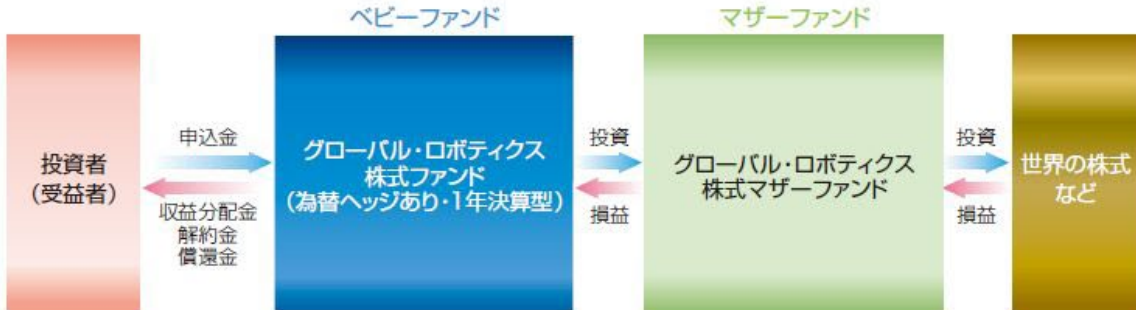 ベビーファンド
マザーファンド
投資者
（受益者）
申込金
収益分配金
解約金
償還金
グローバル・ロボティクス
株式ファンド
（為替ヘッジあり・1年決算型）
投資
損益
グローバル・ロボティクス
株式マザーファンド
投資
損益
世界の株式
など